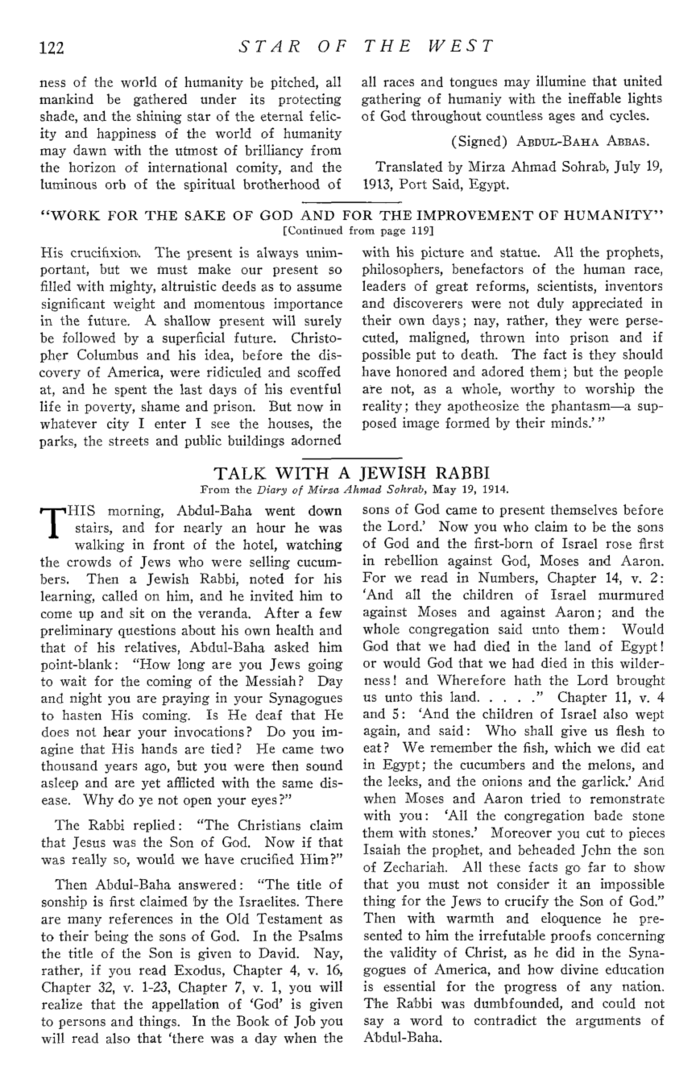 122
STAR OF THE WEST
ness of the world of humanity be pitched, all
mankind be gathered under its protecting
shade, and the shining star of the eternal felic-
ity and happiness of the world of humanity
may dawn with the utmost of brilliancy from
the horizon of international comity, and the
luminous orb of the spiritual brotherhood of
all races and tongues may illumine that united
gathering of humaniy with the ineffable lights
of God throughout countless ages and cycles.
(Signed) ABDUL-BAHA ABBAS.
Translated by Mirza Ahmad Sohrab, July 19,
1913, Port Said, Egypt.
"WORK FOR THE SAKE OF GOD AND FOR THE IMPROVEMENT OF HUMANITY"
[Continued from page 119]
His crucifixion. The present is always unim-
portant, but we must make our present so
filled with mighty, altruistic deeds as to assume
significant weight and momentous importance
in the future. A shallow present will surely
be followed by a superficial future. Christo-
pher Columbus and his idea, before the dis-
covery of America, were ridiculed and scoffed
at, and he spent the last days of his eventful
life in poverty, shame and prison. But now in
whatever city I enter I see the houses, the
parks, the streets and public buildings adorned
with his picture and statue. All the prophets,
philosophers, benefactors of the human race,
leaders of great reforms, scientists, inventors
and discoverers were not duly appreciated in
their own days; nay, rather, they were perse-
cuted, maligned, thrown into prison and if
possible put to death. The fact is they should
have honored and adored them; but the people
are not, as a whole, worthy to worship the
reality; they apotheosize the phantasm—a sup-
posed image formed by their minds.'"
TALK WITH A JEWISH RABBI
From the Diary of Mirza Ahmad Sohrab, May 19, 1914.
THIS morning, Abdul-Baha went down
stairs, and for nearly an hour he was
walking in front of the hotel, watching
the crowds of Jews who were selling cucum-
bers. Then a Jewish Rabbi, noted for his
learning, called on him, and he invited him to
come up and sit on the veranda. After a few
preliminary questions about his own health and
that of his relatives, Abdul-Baha asked him
point-blank: "How long are you Jews going
to wait for the coming of the Messiah? Day
and night you are praying in your Synagogues
to hasten His coming. Is He deaf that He
does not hear your invocations? Do you im-
agine that His hands are tied? He came two
thousand years ago, but you were then sound
asleep and are yet afflicted with the same dis-
ease. Why do ye not open your eyes?"
The Rabbi replied: "The Christians claim
that Jesus was the Son of God. Now if that
was really so, would we have crucified Him?"
Then Abdul-Baha answered: "The title of
sonship is first claimed by the Israelites. There
are many references in the Old Testament as
to their being the sons of God. In the Psalms
the title of the Son is given to David. Nay,
rather, if you read Exodus, Chapter 4, v. 16,
Chapter 32, v. 1-23, Chapter 7, v. 1, you will
realize that the appellation of 'God' is given
to persons and things. In the Book of Job you
will read also that 'there was a day when the
sons of God came to present themselves before
the Lord.' Now you who claim to be the sons
of God and the first-born of Israel rose first
in rebellion against God, Moses and Aaron.
For we read in Numbers, Chapter 14, v. 2:
'And all the children of Israel murmured
against Moses and against Aaron; and the
whole congregation said unto them: Would
God that we had died in the land of Egypt!
or would God that we had died in this wilder-
ness! and Wherefore hath the Lord brought
us unto this land. . . . ." Chapter 11, v. 4
and 5: 'And the children of Israel also wept
again, and said: Who shall give us flesh to
eat? We remember the fish, which we did eat
in Egypt; the cucumbers and the melons, and
the leeks, and the onions and the garlick.' And
when Moses and Aaron tried to remonstrate
with you: 'All the congregation bade stone
them with stones.' Moreover you cut to pieces
Isaiah the prophet, and beheaded John the son
of Zechariah. All these facts go far to show
that you must not consider it an impossible
thing for the Jews to crucify the Son of God."
Then with warmth and eloquence he pre-
sented to him the irrefutable proofs concerning
the validity of Christ, as he did in the Syna-
gogues of America, and how divine education
is essential for the progress of any nation.
The Rabbi was dumbfounded, and could not
say a word to contradict the arguments of
Abdul-Baha.